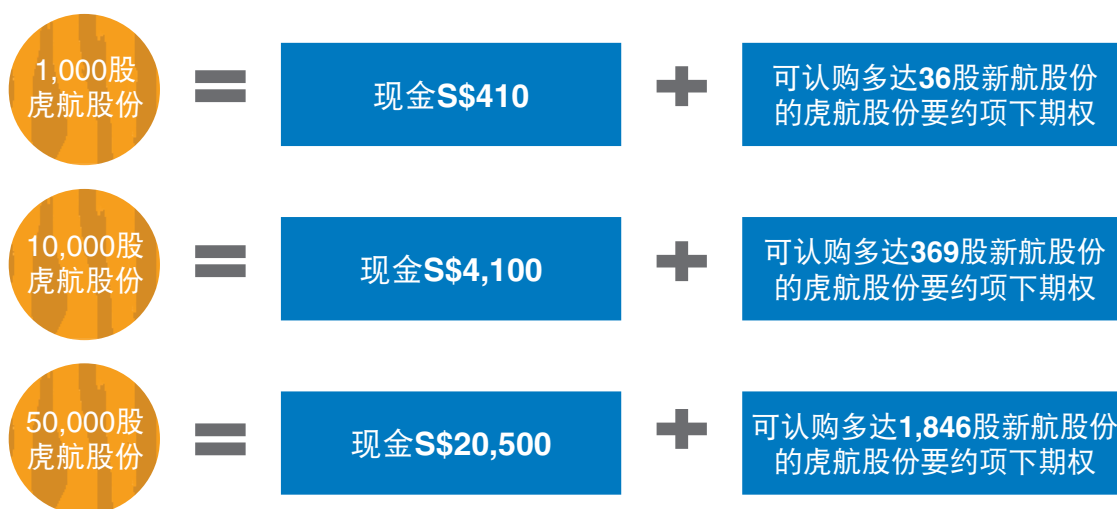 1,000股
虎航股份
现金S$410
可认购多达36股新航股份
的虎航股份要约项下期权
10,000股
虎航股份
现金S$4,100
可认购多达369股新航股份
的虎航股份要约项下期权
50,000股
虎航股份
现金S$20,500
可认购多达1,846股新航股份
的虎航股份要约项下期权